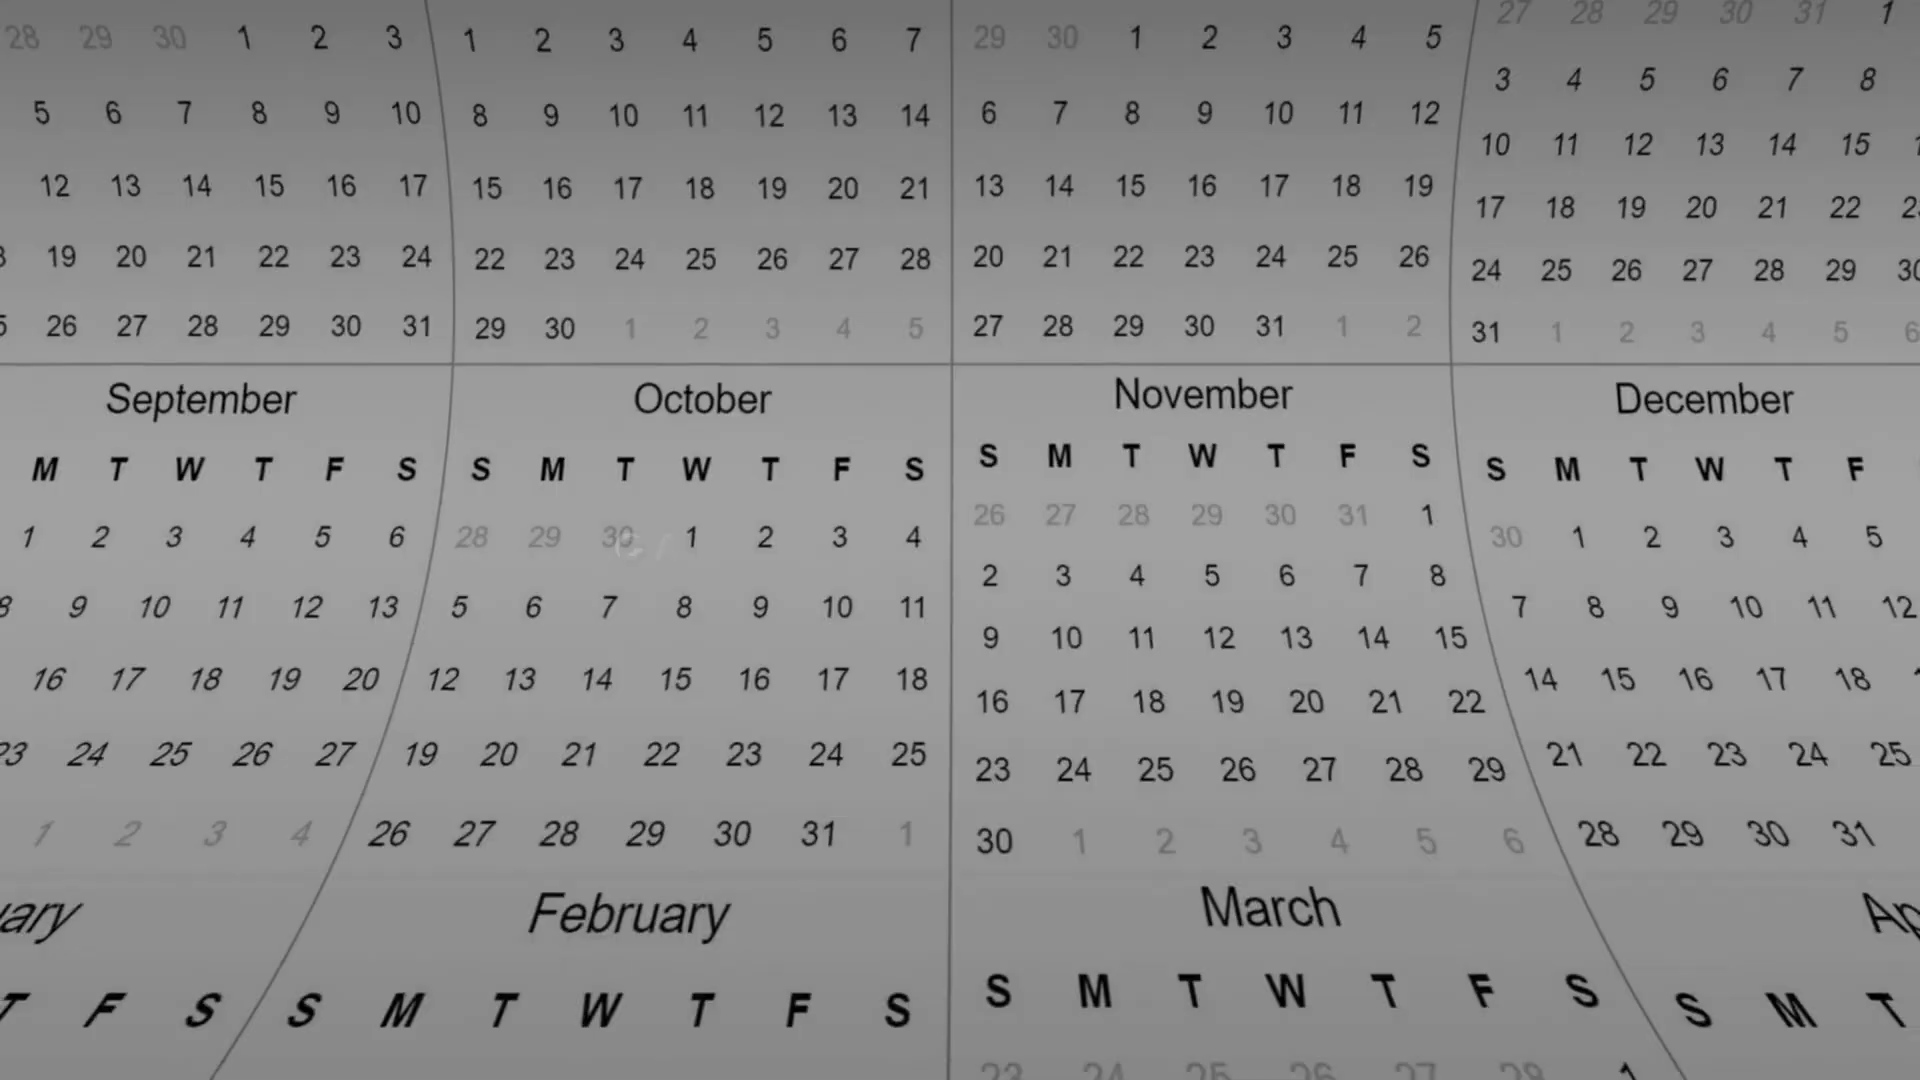 28 29 30 1 2 3
5 6 7 8 9 10
12 13 14 15 16 17
19 20 21 22 23 24
26 27 28 29 30 31
1 2 3 4 5 6 7
8 9 10 11 12 13 14
15 16 17 18 19 20 21
22 23 24 25 26 27 28
29 30 1 2 3 4 5
29 30 1 2 3 4 5
6 7 8 9 10 11 12
13 14 15 16 17 18 19
20 21 22 23 24 25 26
27 28 29 30 31 1 2
27 28 29 30 31 1
3 4 5 6 7 8
10 11 12 13 14 15
17 18 19 20 21 22
24 25 26 27 28 29 30
31 1 2 3 4 5 6
September
M T W T F S
1 2 3 4 5 6
8 9 10 11 12 13
16 17 18 19 20
23 24 25 26 27
1 2 3 4
October
S M T W T F S
28 29 30 1 2 3 4
5 6 7 8 9 10 11
12 13 14 15 16 17 18
19 20 21 22 23 24 25
26 27 28 29 30 31 1
November
S M T W T F S
26 27 28 29 30 31 1
2 3 4 5 6 7 8
9 10 11 12 13 14 15
16 17 18 19 20 21 22
23 24 25 26 27 28 29
30 1 2 3 4 5 6
December
S M T W T F
30 1 2 3 4 5
7 8 9 10 11 12
14 15 16 17 18
21 22 23 24 25
28 29 30 31
T F S
February
S M T W T F S
March
S M T W T F S
23 24 25 26 27 28 1
S M T